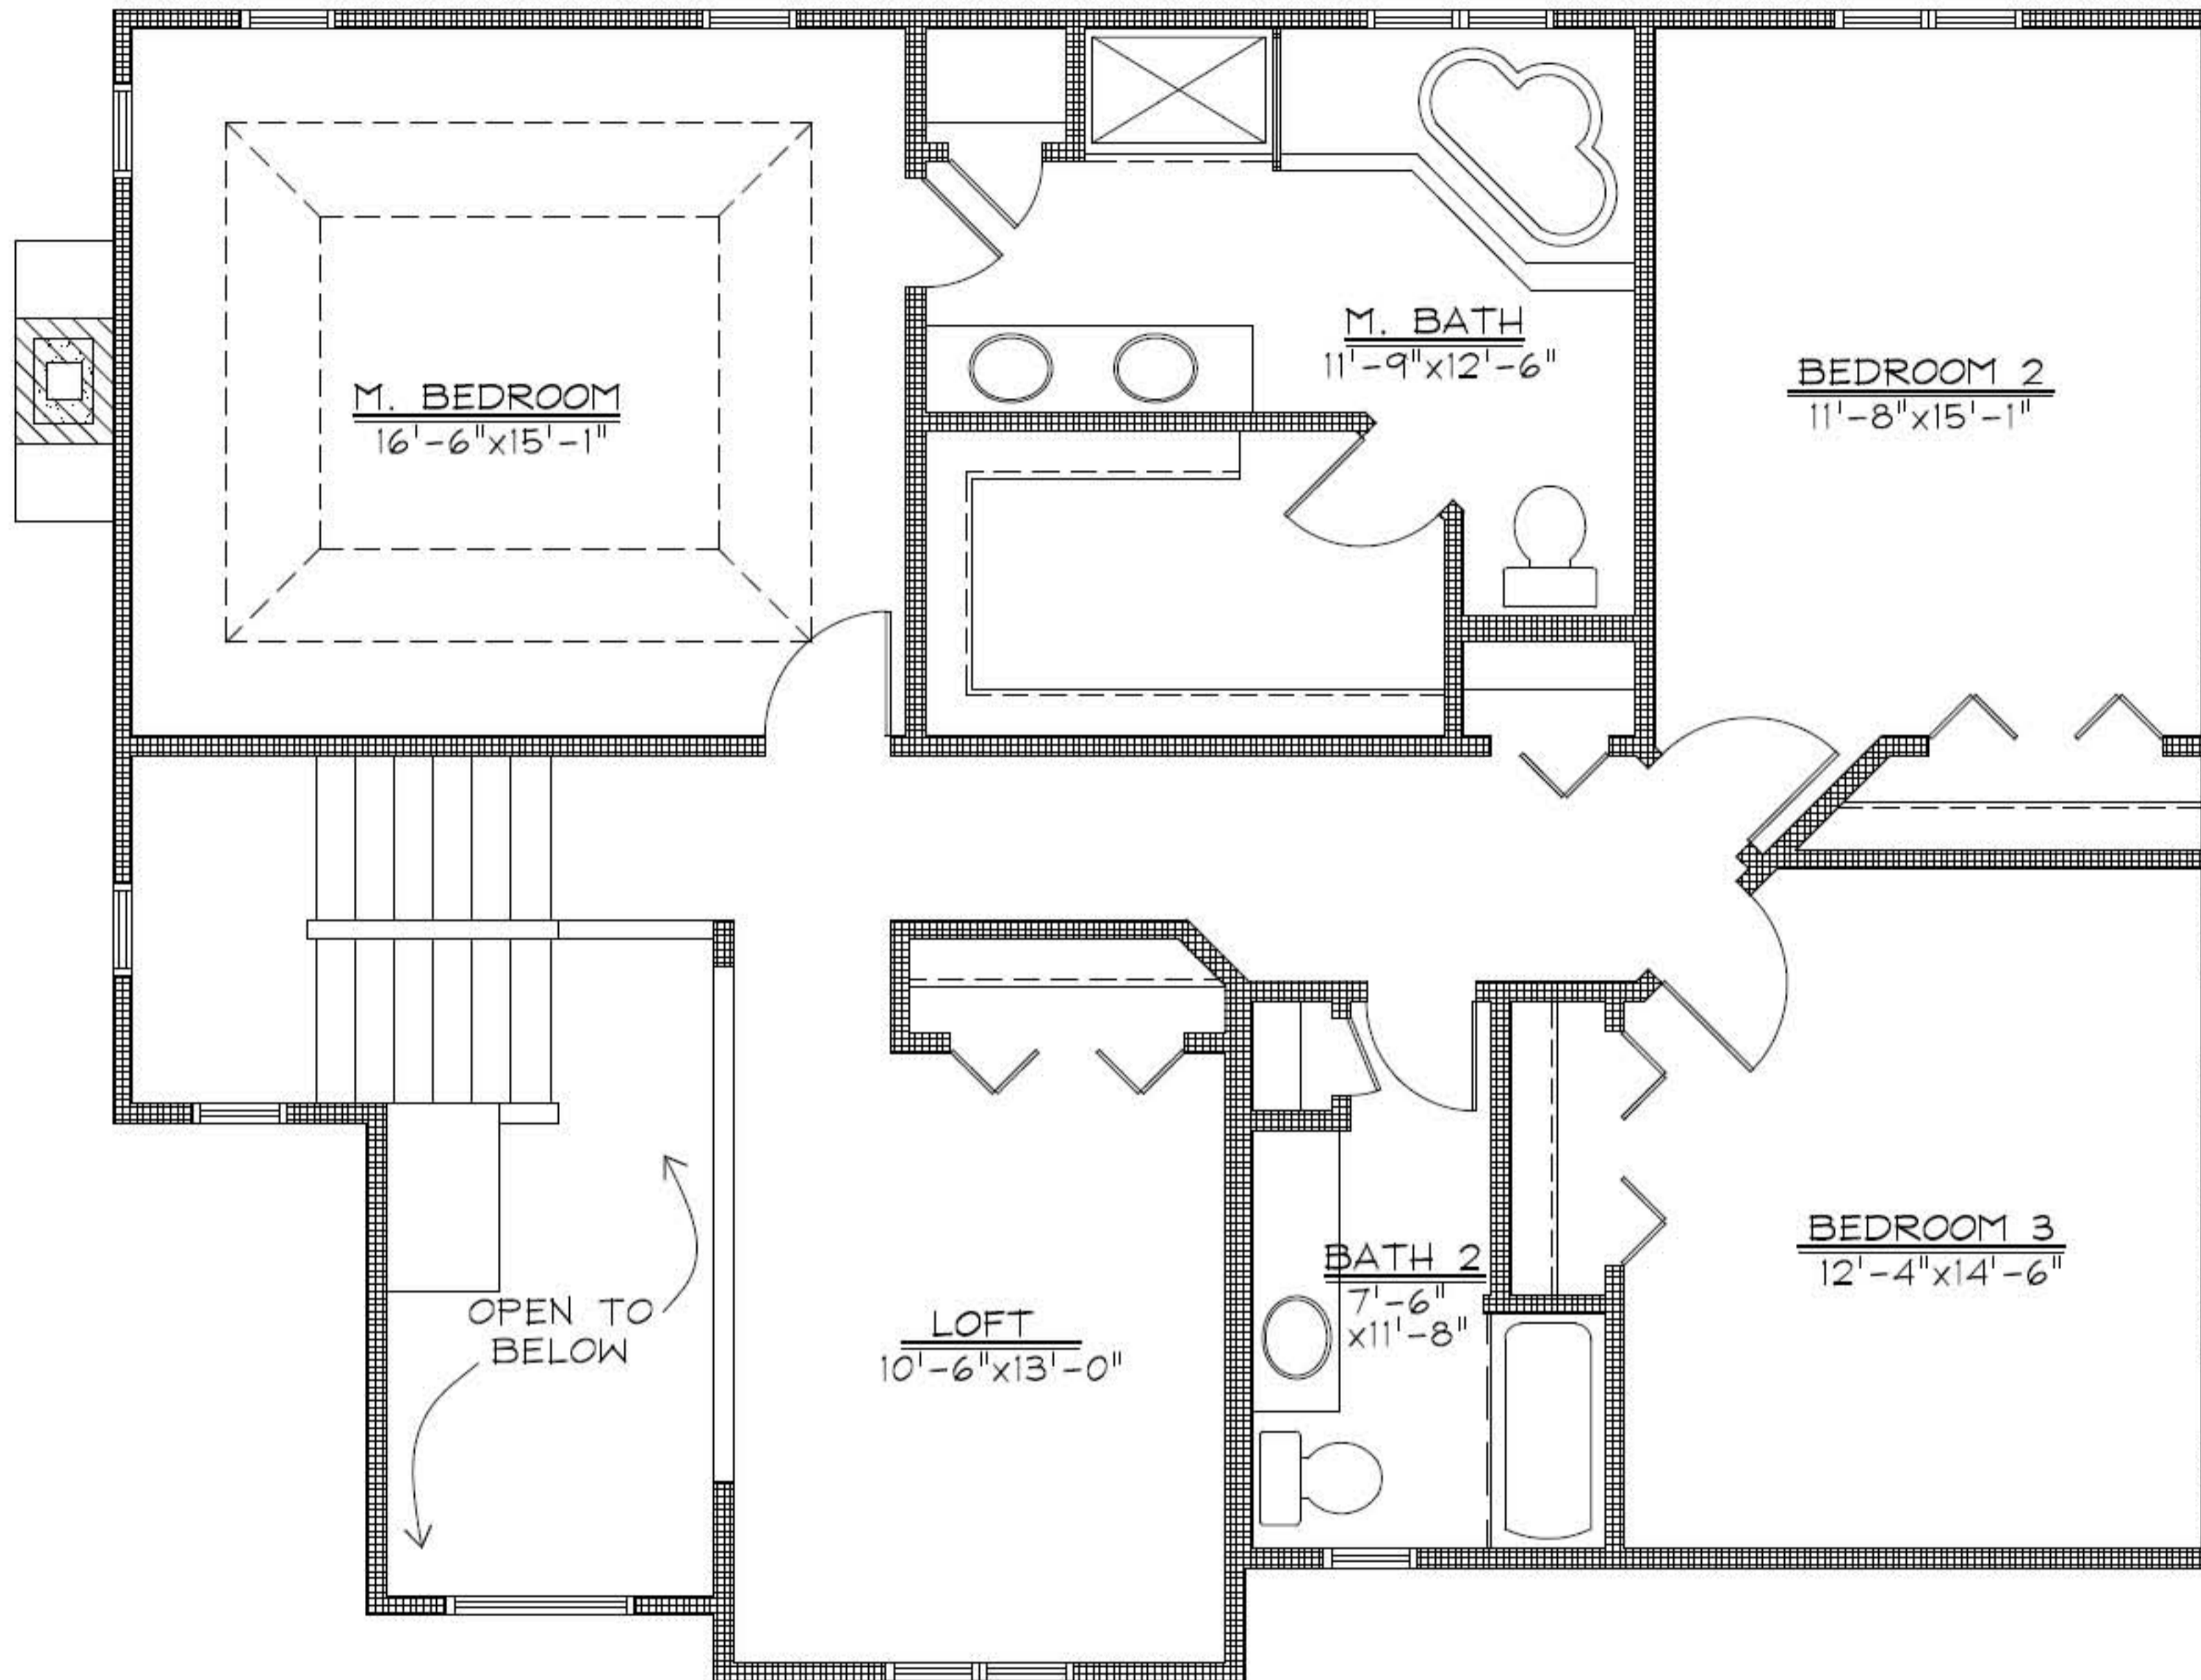 M. BEDROOM
16'-6"x15'-1"
M. BATH
11'-9"x12'-6"
BEDROOM 2
11'-8"x15'-1"
OPEN TO
BELOW
LOFT
10'-6"x13'-0"
BATH 2
7'-6"
x11'-8"
BEDROOM 3
12'-4"x14'-6"